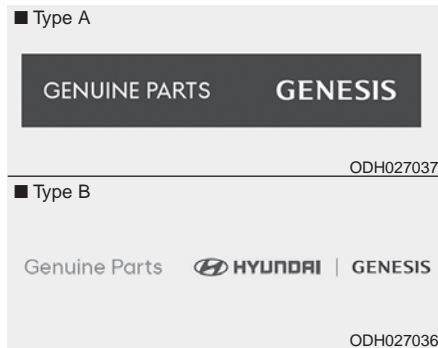 ■ Type A
GENUINE PARTS GENESIS
ODH027037
■ Type B
Genuine Parts HYUNDAI | GENESIS
ODH027036